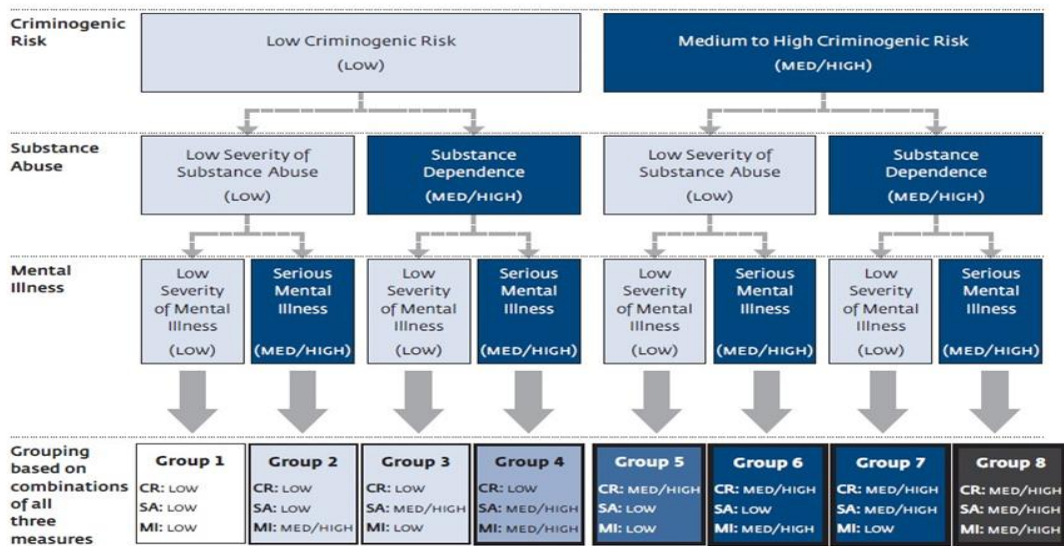 Criminogenic
Risk
Low Criminogenic Risk
(LOW)
Medium to High Criminogenic Risk
(MED/HIGH)
Substance
Abuse
Low Severity of
Substance Abuse
(LOW)
Substance
Dependence
(MED/HIGH)
Low Severity of
Substance Abuse
(LOW)
Substance
Dependence
(MED/HIGH)
Mental
Illness
Low
Severity
of Mental
Illness
(LOW)
Serious
Mental
Illness
(MED/HIGH)
Low
Severity
of Mental
Illness
(LOW)
Serious
Mental
Illness
(MED/HIGH)
Low
Severity
of Mental
Illness
(LOW)
Serious
Mental
Illness
(MED/HIGH)
Low
Severity
of Mental
Illness
(LOW)
Serious
Mental
Illness
(MED/HIGH)
Grouping
based on
combinations
of all
three
measures
Group 1
CR: LOW
SA: LOW
MI: LOW
Group 2
CR: LOW
SA: LOW
MI: MED/HIGH
Group 3
CR: LOW
SA: MED/HIGH
MI: LOW
Group 4
CR: LOW
SA: MED/HIGH
MI: MED/HIGH
Group 5
CR: MED/HIGH
SA: LOW
MI: LOW
Group 6
CR: MED/HIGH
SA: LOW
MI: MED/HIGH
Group 7
CR: MED/HIGH
SA: MED/HIGH
MI: LOW
Group 8
CR: MED/HIGH
SA: MED/HIGH
MI: MED/HIGH